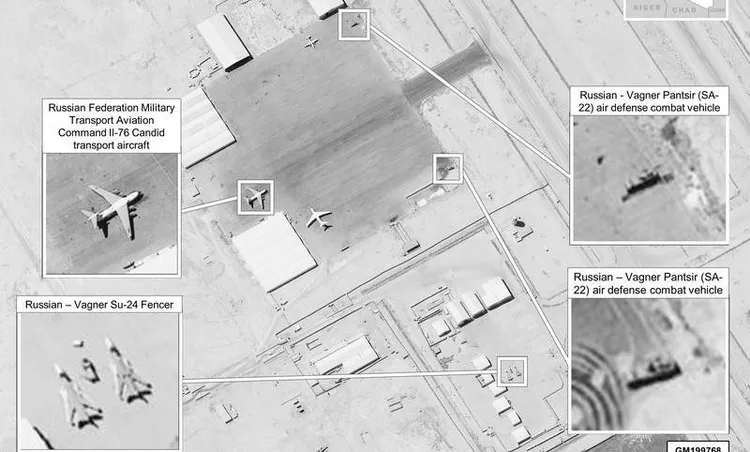 NIGER
CHAD
Russian Federation Military
Transport Aviation
Command Il-76 Candid
transport aircraft
Russian - Vagner Pantsir (SA-
22) air defense combat vehicle
Russian – Vagner Su-24 Fencer
Russian – Vagner Pantsir (SA-
22) air defense combat vehicle
GM199768